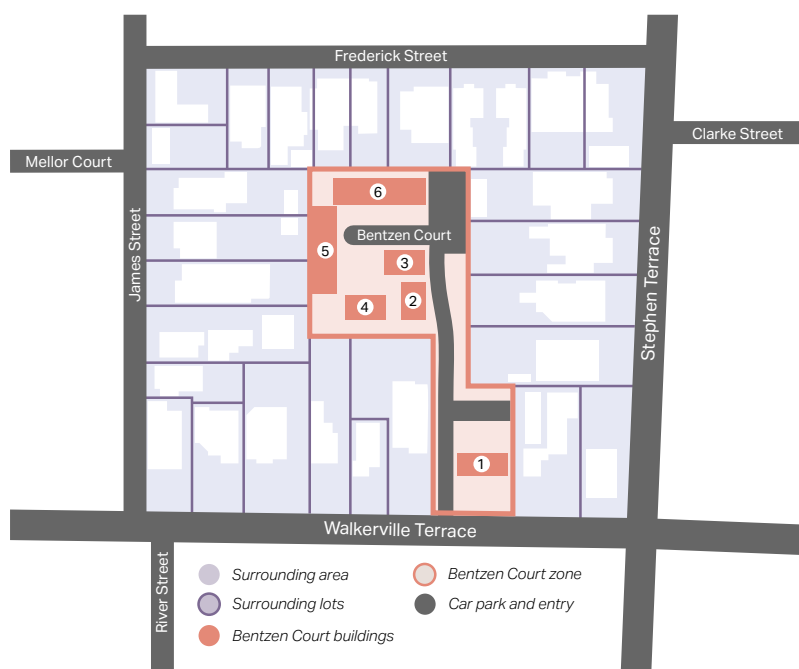 Frederick Street
Clarke Street
Mellor Court
James Street
Stephen Terrace
6
Bentzen Court
5
3
2
4
1
Walkerville Terrace
River Street
Surrounding area
Surrounding lots
Bentzen Court buildings
Bentzen Court zone
Car park and entry